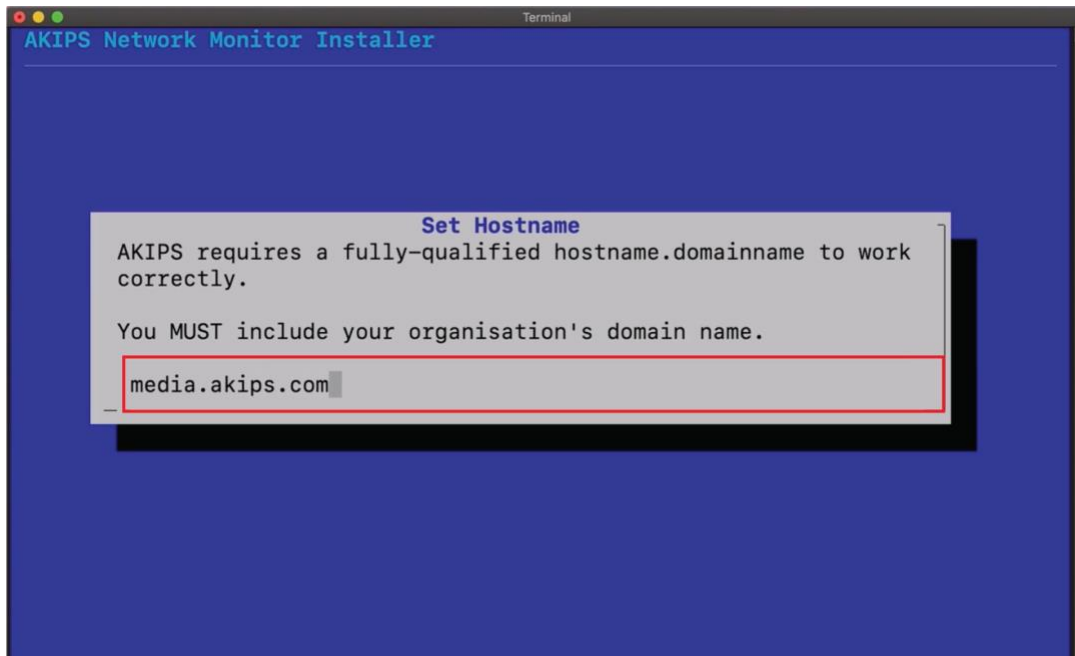 Terminal
AKIPS Network Monitor Installer
Set Hostname
AKIPS requires a fully-qualified hostname.domainname to work
correctly.
You MUST include your organisation's domain name.
media.akips.com